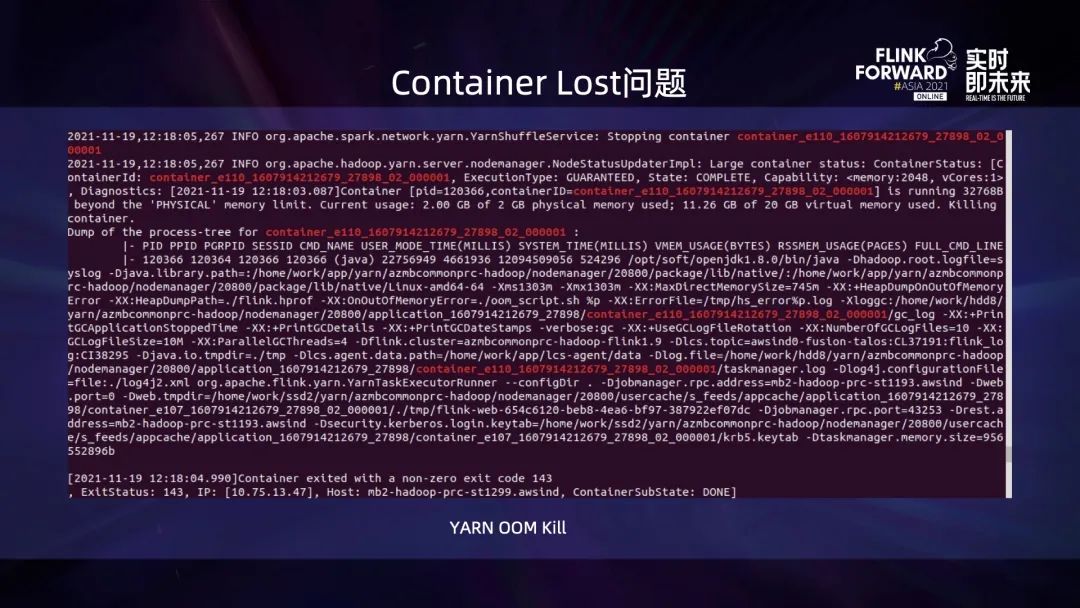 Container Lost问题
FLINK
FORWARD
#ASIA 2021
ONLINE
实时
即未来
REAL-TIME IS THE FUTURE
2021-11-19,12:18:05,267 INFO org.apache.spark.network.yarn.YarnShuffleService: Stopping container container_e110_1607914212679_27898_02_0
00001
2021-11-19,12:18:05,267 INFO org.apache.hadoop.yarn.server.nodemanager.NodeStatusUpdaterImpl: Large container status: ContainerStatus: [C
ontainerId: container_e110_1607914212679_27898_02_000001, ExecutionType: GUARANTEED, State: COMPLETE, Capability: <memory:2048, vCores:1>
, Diagnostics: [2021-11-19 12:18:03.087]Container [pid=120366,containerID=container_e110_1607914212679_27898_02_000001] is running 32768B
beyond the 'PHYSICAL' memory limit. Current usage: 2.00 GB of 2 GB physical memory used; 11.26 GB of 20 GB virtual memory used. Killing
container.
Dump of the process-tree for container_e110_1607914212679_27898_02_000001 :
|- PID PPID PGRPID SESSID CMD_NAME USER_MODE_TIME(MILLIS) SYSTEM_TIME(MILLIS) VMEM_USAGE(BYTES) RSSMEM_USAGE(PAGES) FULL_CMD_LINE
|- 120366 120364 120366 120366 (java) 22756949 4661936 12094509056 524296 /opt/soft/openjdk1.8.0/bin/java -Dhadoop.root.logfile=s
yslog -Djava.library.path=:/home/work/app/yarn/azmbcommonprc-hadoop/nodemanager/20800/package/lib/native/:/home/work/app/yarn/azmbcommonp
rc-hadoop/nodemanager/20800/package/lib/native/Linux-amd64-64 -Xms1303m -Xmx1303m -XX:MaxDirectMemorySize=745m -XX:+HeapDumpOnOutOfMemory
Error -XX:HeapDumpPath=./flink.hprof -XX:OnOutOfMemoryError=./oom_script.sh %p -XX:ErrorFile=/tmp/hs_error%p.log -Xloggc:/home/work/hdd8/
yarn/azmbcommonprc-hadoop/nodemanager/20800/application_1607914212679_27898/container_e110_1607914212679_27898_02_000001/gc_log -XX:+Prin
tGCApplicationStoppedTime -XX:+PrintGCDetails -XX:+PrintGCDateStamps -verbose:gc -XX:+UseGCLogFileRotation -XX:NumberOfGCLogFiles=10 -XX:
GCLogFileSize=10M -XX:ParallelGCThreads=4 -Dflink.cluster=azmbcommonprc-hadoop-flink1.9 -Dlcs.topic=awsind0-fusion-talos:CL37191:flink_lo
g:CI38295 -Djava.io.tmpdir=./tmp -Dlcs.agent.data.path=/home/work/app/lcs-agent/data -Dlog.file=/home/work/hdd8/yarn/azmbcommonprc-hadoop
/nodemanager/20800/application_1607914212679_27898/container_e110_1607914212679_27898_02_000001/taskmanager.log -Dlog4j.configurationFile
=file:./log4j2.xml org.apache.flink.yarn.YarnTaskExecutorRunner --configDir . -Djobmanager.rpc.address=mb2-hadoop-prc-st1193.awsind -Dweb
.port=0 -Dweb.tmpdir=/home/work/ssd2/yarn/azmbcommonprc-hadoop/nodemanager/20800/usercache/s_feeds/appcache/application_1607914212679_278
98/container_e107_1607914212679_27898_02_000001/./tmp/flink-web-654c6120-beb8-4ea6-bf97-387922ef07dc -Djobmanager.rpc.port=43253 -Drest.a
ddress=mb2-hadoop-prc-st1193.awsind -Dsecurity.kerberos.login.keytab=/home/work/ssd2/yarn/azmbcommonprc-hadoop/nodemanager/20800/usercach
e/s_feeds/appcache/application_1607914212679_27898/container_e107_1607914212679_27898_02_000001/krb5.keytab -Dtaskmanager.memory.size=956
552896b
[2021-11-19 12:18:04.990]Container exited with a non-zero exit code 143
, ExitStatus: 143, IP: [10.75.13.47], Host: mb2-hadoop-prc-st1299.awsind, ContainerSubState: DONE]
YARN OOM Kill